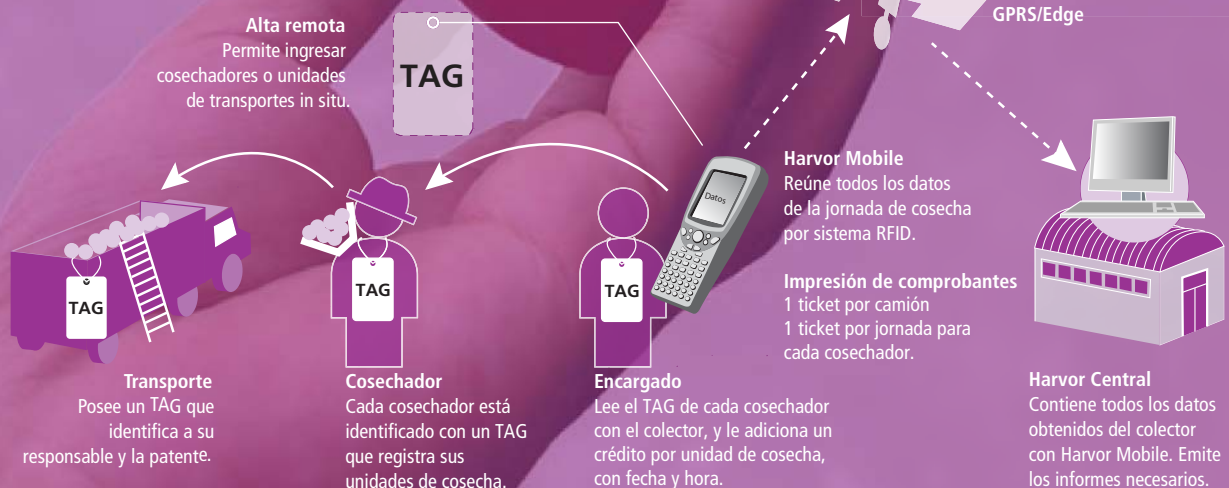 GPRS/Edge
Alta remota
Permite ingresar
cosechadores o unidades
de transportes in situ.
TAG
Datos
Harvor Mobile
Reúne todos los datos
de la jornada de cosecha
por sistema RFID.
Impresión de comprobantes
1 ticket por camión
1 ticket por jornada para
cada cosechador.
TAG
TAG
TAG
Transporte
Posee un TAG que
identifica a su
responsable y la patente.
Cosechador
Cada cosechador está
identificado con un TAG
que registra sus
unidades de cosecha.
Encargado
Lee el TAG de cada cosechador
con el colector, y le adiciona un
crédito por unidad de cosecha,
con fecha y hora.
Harvor Central
Contiene todos los datos
obtenidos del colector
con Harvor Mobile. Emite
los informes necesarios.